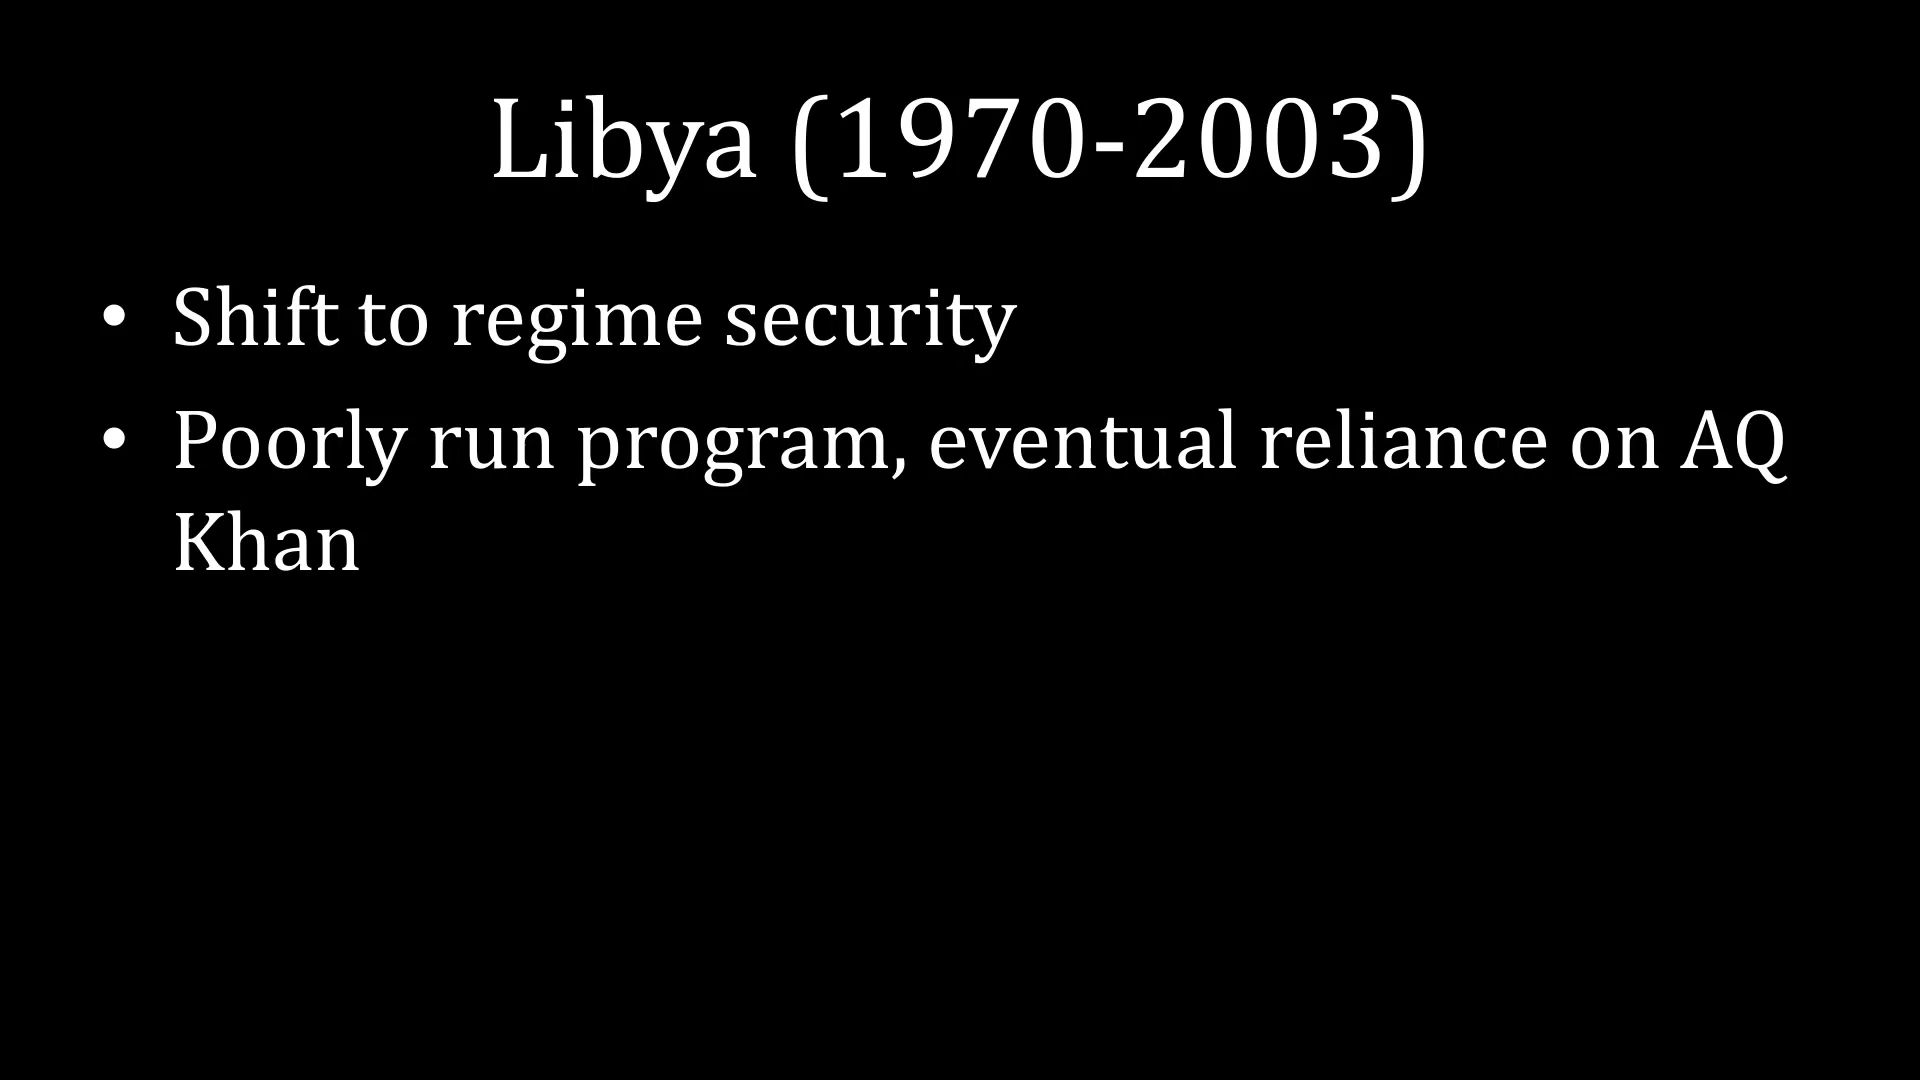 Libya (1970-2003)
• Shift to regime security
• Poorly run program, eventual reliance on AQ
Khan